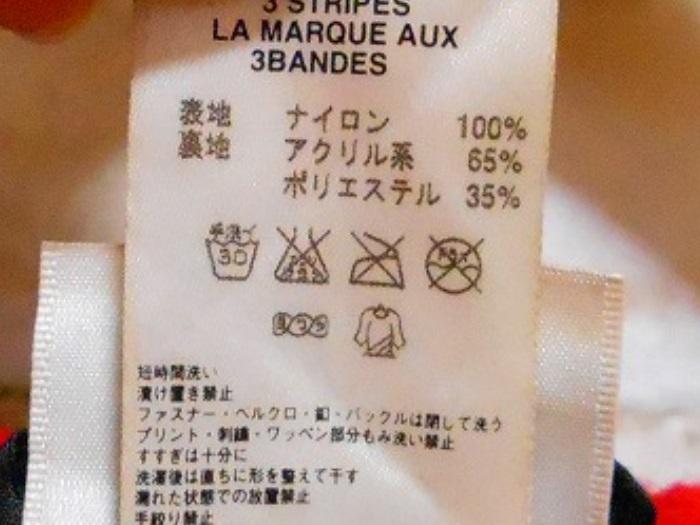 3 STRIPES
LA MARQUE AUX
3BANDES
表地 ナイロン 100%
裏地 アクリル系 65%
ポリエステル 35%
手洗イ
30
短時間洗い
漬け置き禁止
ファスナー・ベルクロ・釦・バックルは閉して洗う
プリント・刺繍・ワッペン部分もみ洗い禁止
すすぎは十分に
洗濯後は直ちに形を整えて干す
濡れた状態での放置禁止
手絞り禁止